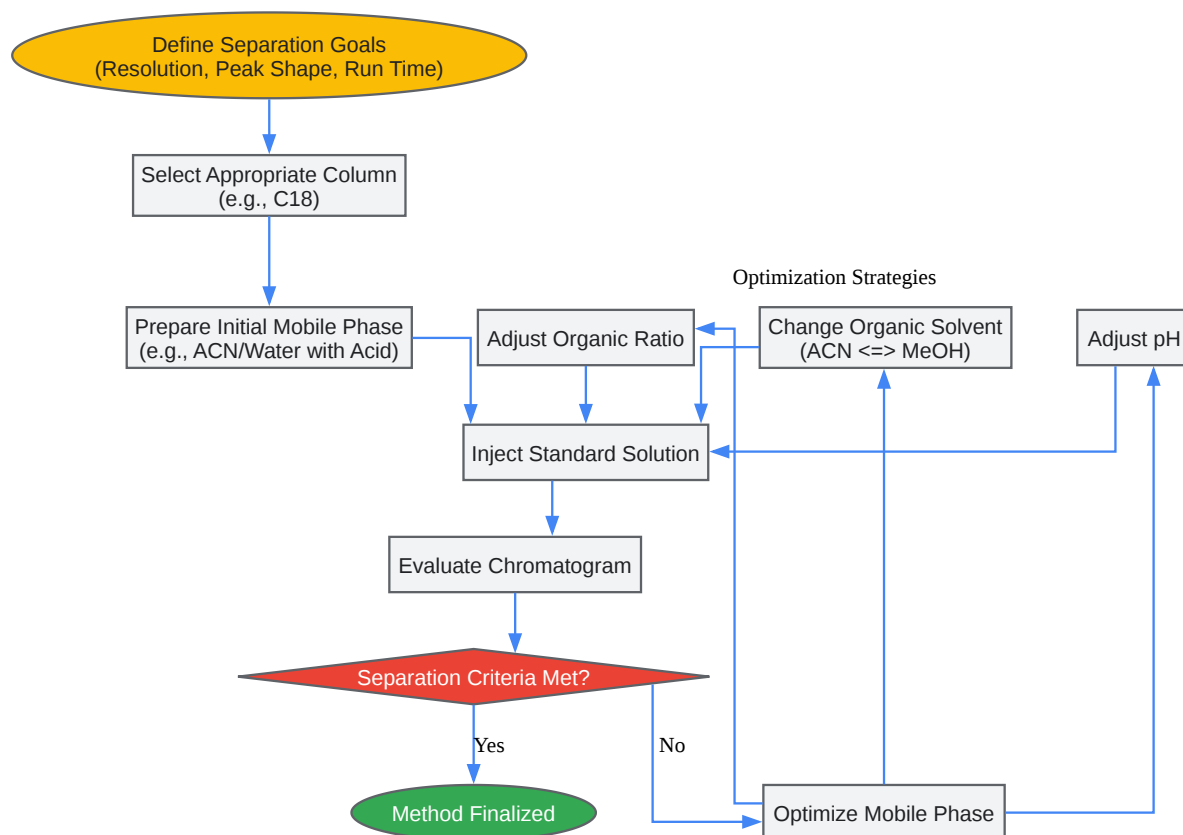 Define Separation Goals
(Resolution, Peak Shape, Run Time)
Select Appropriate Column
(e.g., C18)
Optimization Strategies
Prepare Initial Mobile Phase
(e.g., ACN/Water with Acid)
Adjust Organic Ratio
Change Organic Solvent
(ACN <=> MeOH)
Adjust pH
Inject Standard Solution
Evaluate Chromatogram
Separation Criteria Met?
Yes
No
Method Finalized
Optimize Mobile Phase